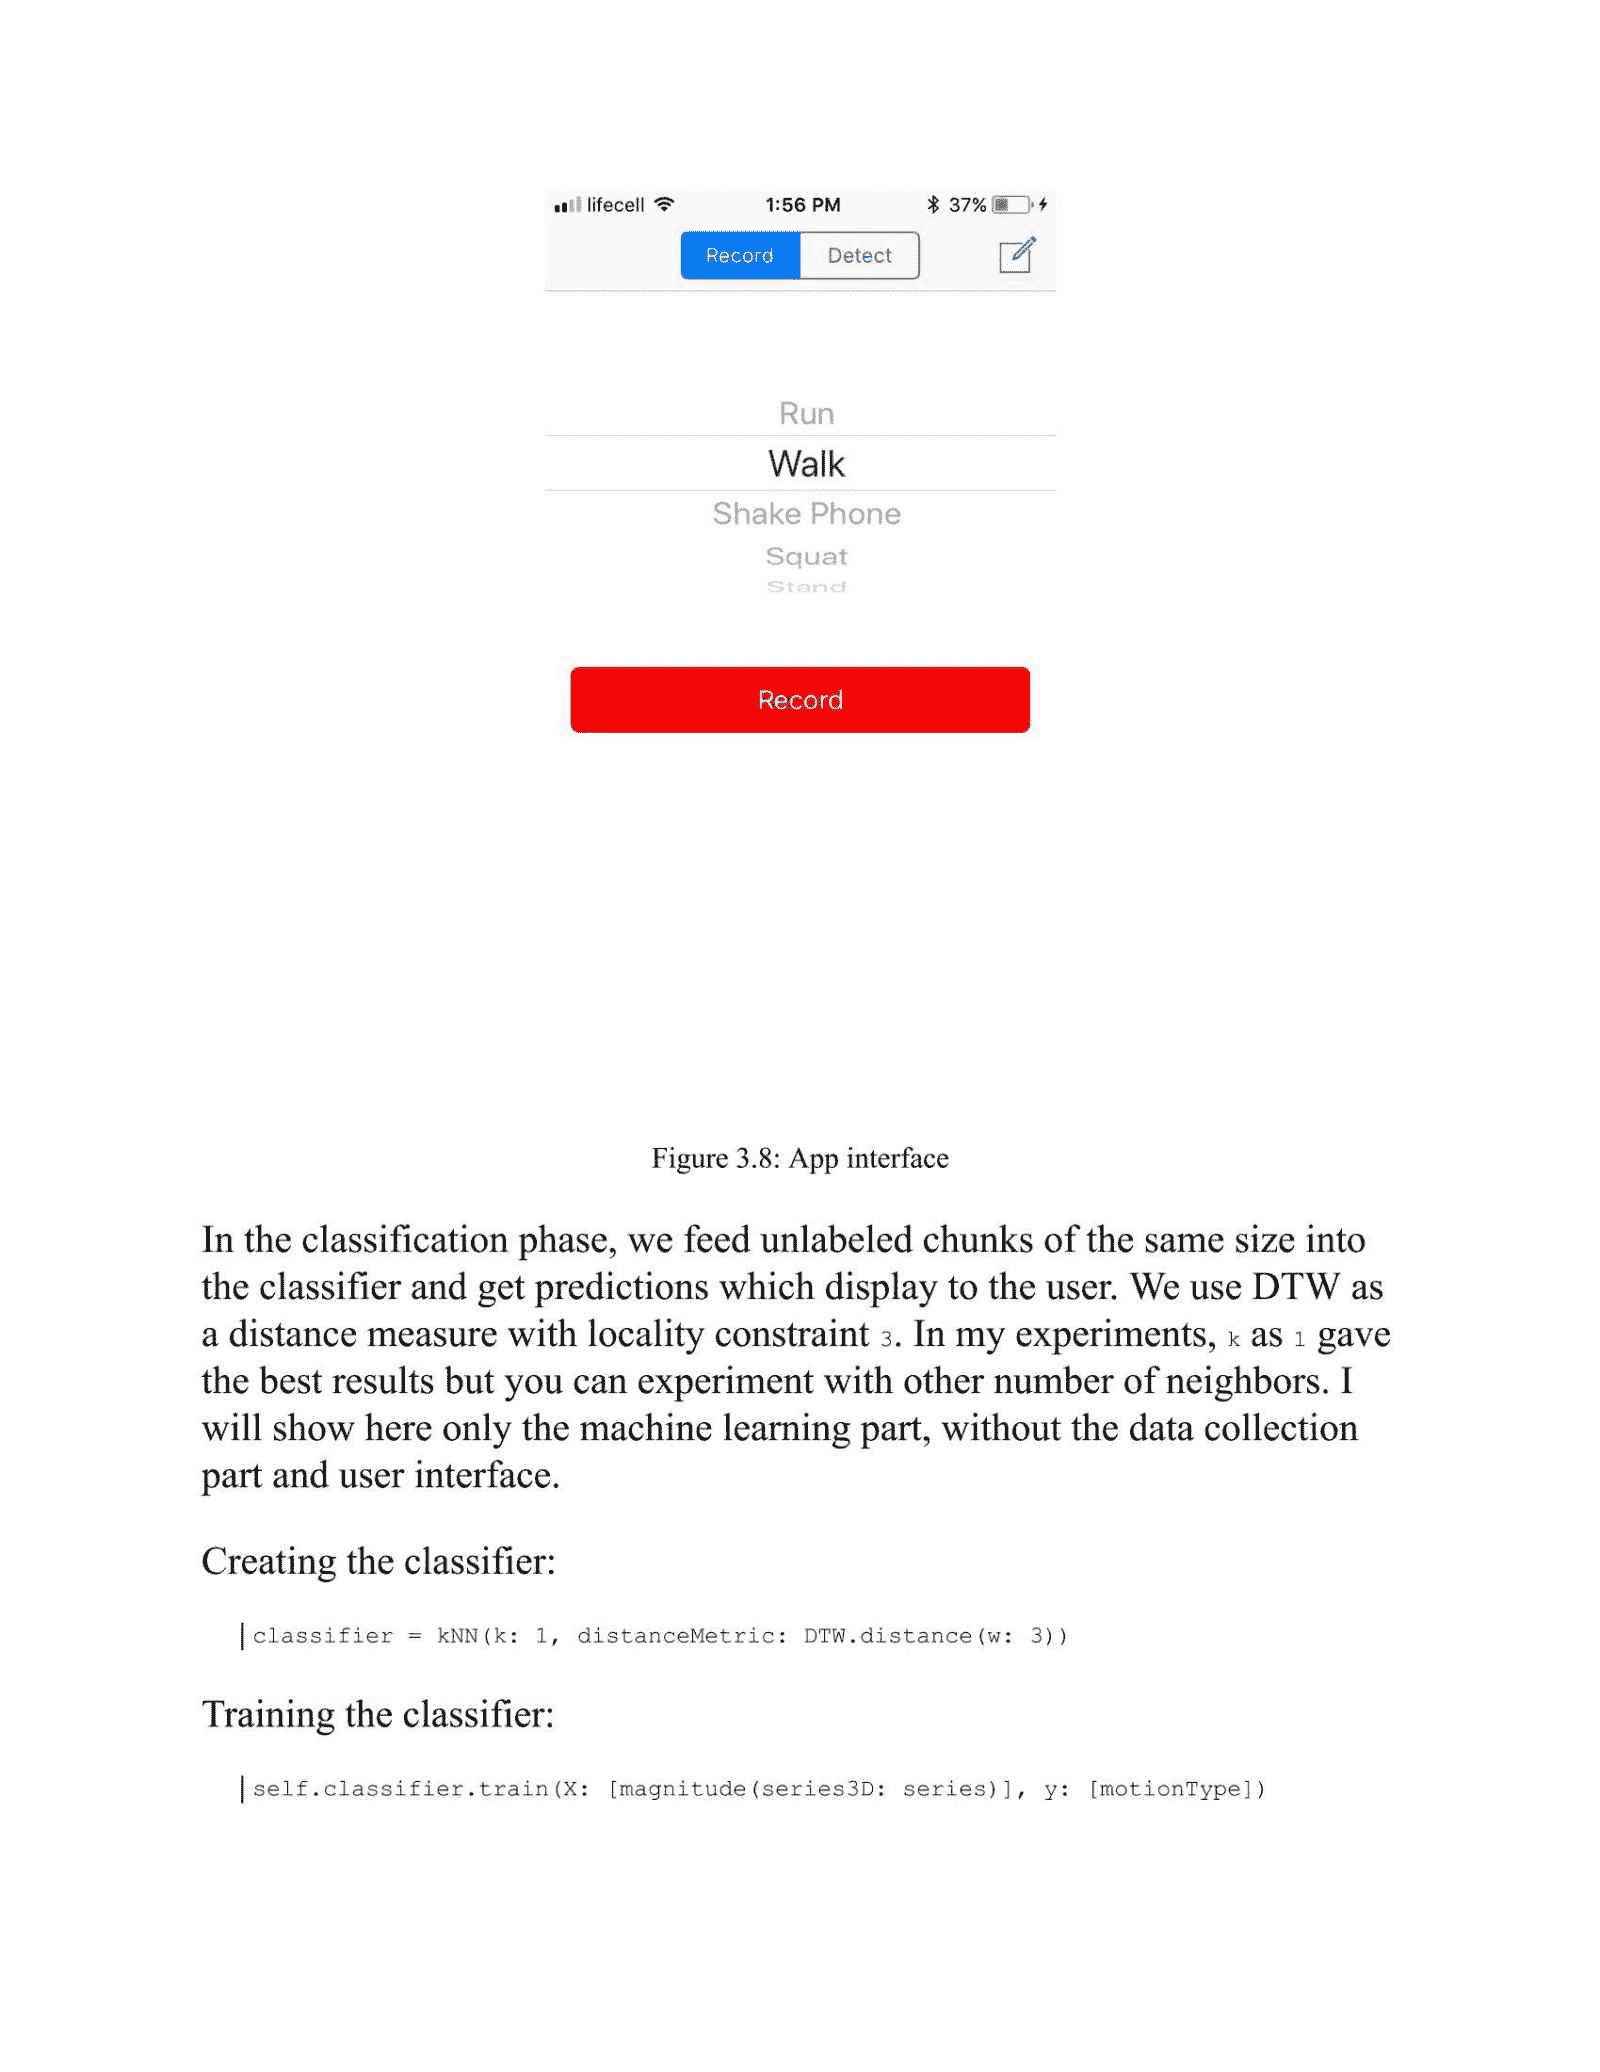 lifecell 1:56 PM 37%
Record Detect
Run
Walk
Shake Phone
Squat
Stand
Record
Figure 3.8: App interface
In the classification phase, we feed unlabeled chunks of the same size into
the classifier and get predictions which display to the user. We use DTW as
a distance measure with locality constraint 3. In my experiments, k as 1 gave
the best results but you can experiment with other number of neighbors. I
will show here only the machine learning part, without the data collection
part and user interface.
Creating the classifier:
classifier = kNN(k: 1, distanceMetric: DTW.distance(w: 3))
Training the classifier:
self.classifier.train(X: [magnitude(series3D: series)], y: [motionType])